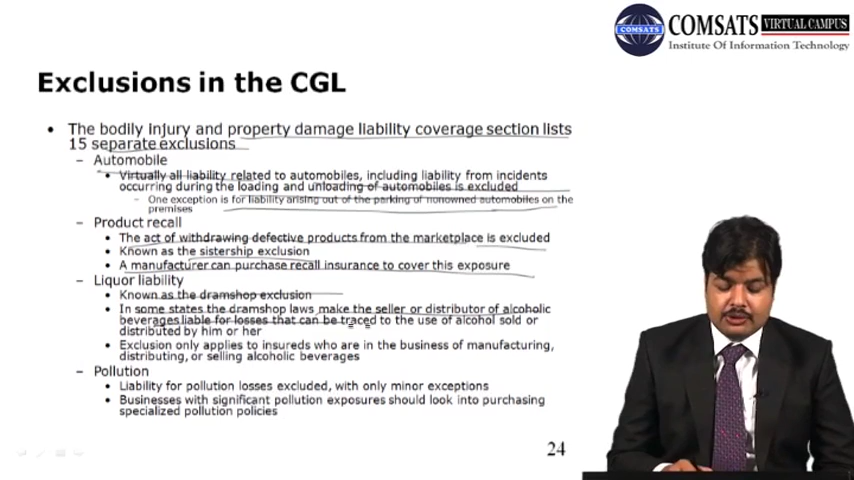 COMSATS VIRTUAL CAMPUS
COMSATS
Institute Of Information Technology
Exclusions in the CGL
• The bodily injury and property damage liability coverage section lists
15 separate exclusions
– Automobile
• Virtually all liability related to automobiles, including liability from incidents
occurring during the loading and unloading of automobiles is excluded
– One exception is for liability arising out of the parking of nonowned automobiles on the
premises
– Product recall
• The act of withdrawing defective products from the marketplace is excluded
• Known as the sistership exclusion
• A manufacturer can purchase recall insurance to cover this exposure
– Liquor liability
• Known as the dramshop exclusion
• In some states the dramshop laws make the seller or distributor of alcoholic
beverages liable for losses that can be traced to the use of alcohol sold or
distributed by him or her
• Exclusion only applies to insureds who are in the business of manufacturing,
distributing, or selling alcoholic beverages
– Pollution
• Liability for pollution losses excluded, with only minor exceptions
• Businesses with significant pollution exposures should look into purchasing
specialized pollution policies
24